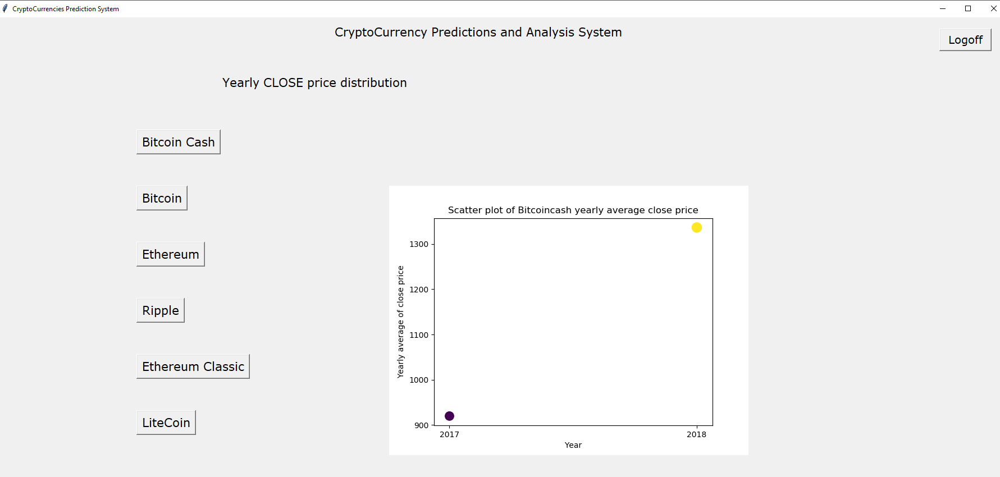 CryptoCurrencies Prediction System
CryptoCurrency Predictions and Analysis System
Logoff
Yearly CLOSE price distribution
Bitcoin Cash
Bitcoin
Ethereum
Ripple
Ethereum Classic
LiteCoin
Scatter plot of Bitcoincash yearly average close price
Yearly average of close price
1300
1200
1100
1000
900
2017 2018
Year